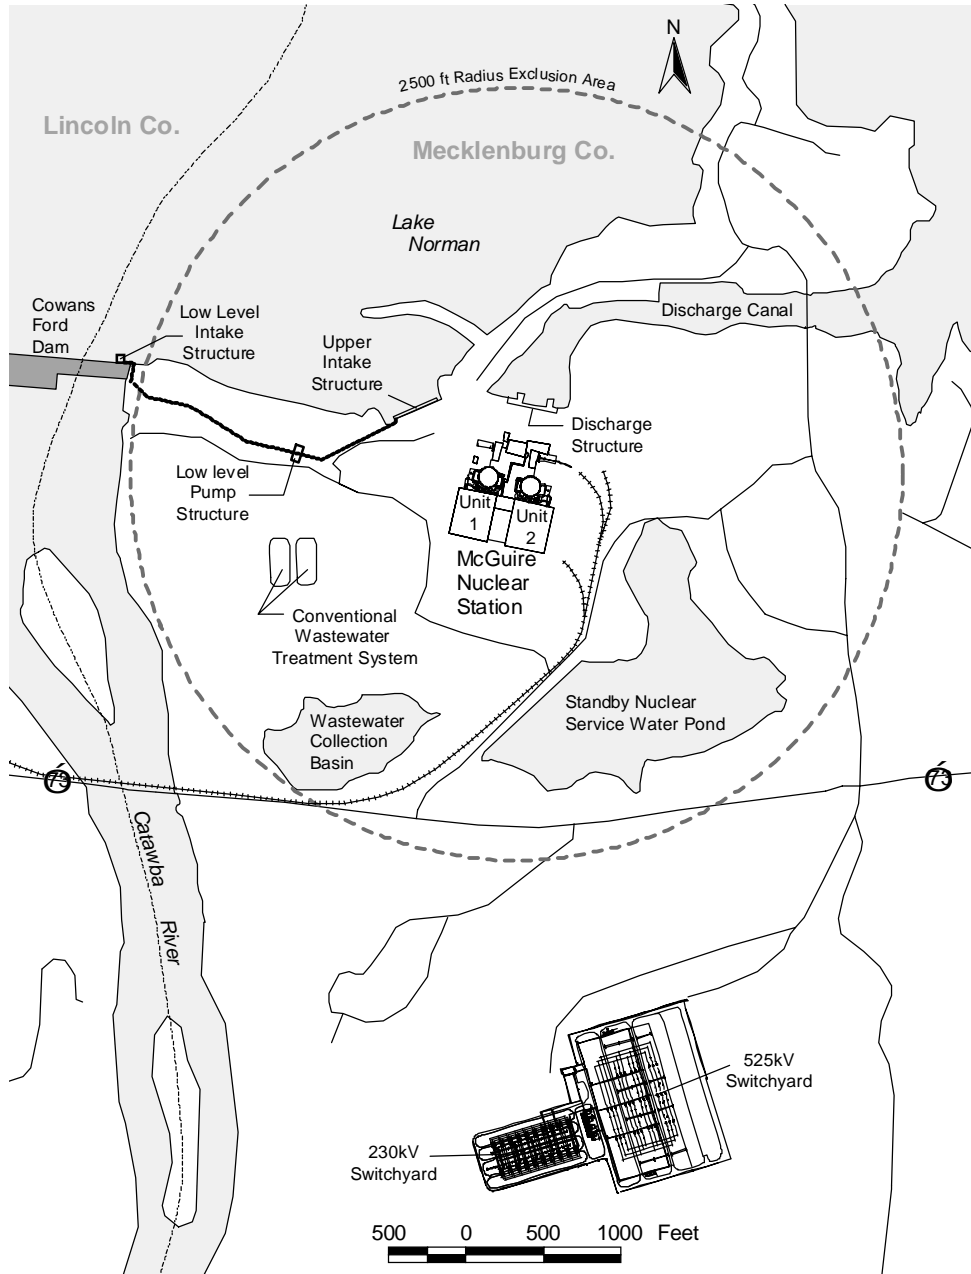 N
2500 ft Radius Exclusion Area
Lincoln Co.
Mecklenburg Co.
Lake
Norman
Cowans
Ford
Dam
Low Level
Intake
Structure
Upper
Intake
Structure
Discharge Canal
Discharge
Structure
Low level
Pump
Structure
Unit
1
Unit
2
McGuire
Nuclear
Station
Conventional
Wastewater
Treatment System
Standby Nuclear
Service Water Pond
Wastewater
Collection
Basin
73
73
Catawba
River
525kV
Switchyard
230kV
Switchyard
500 0 500 1000 Feet